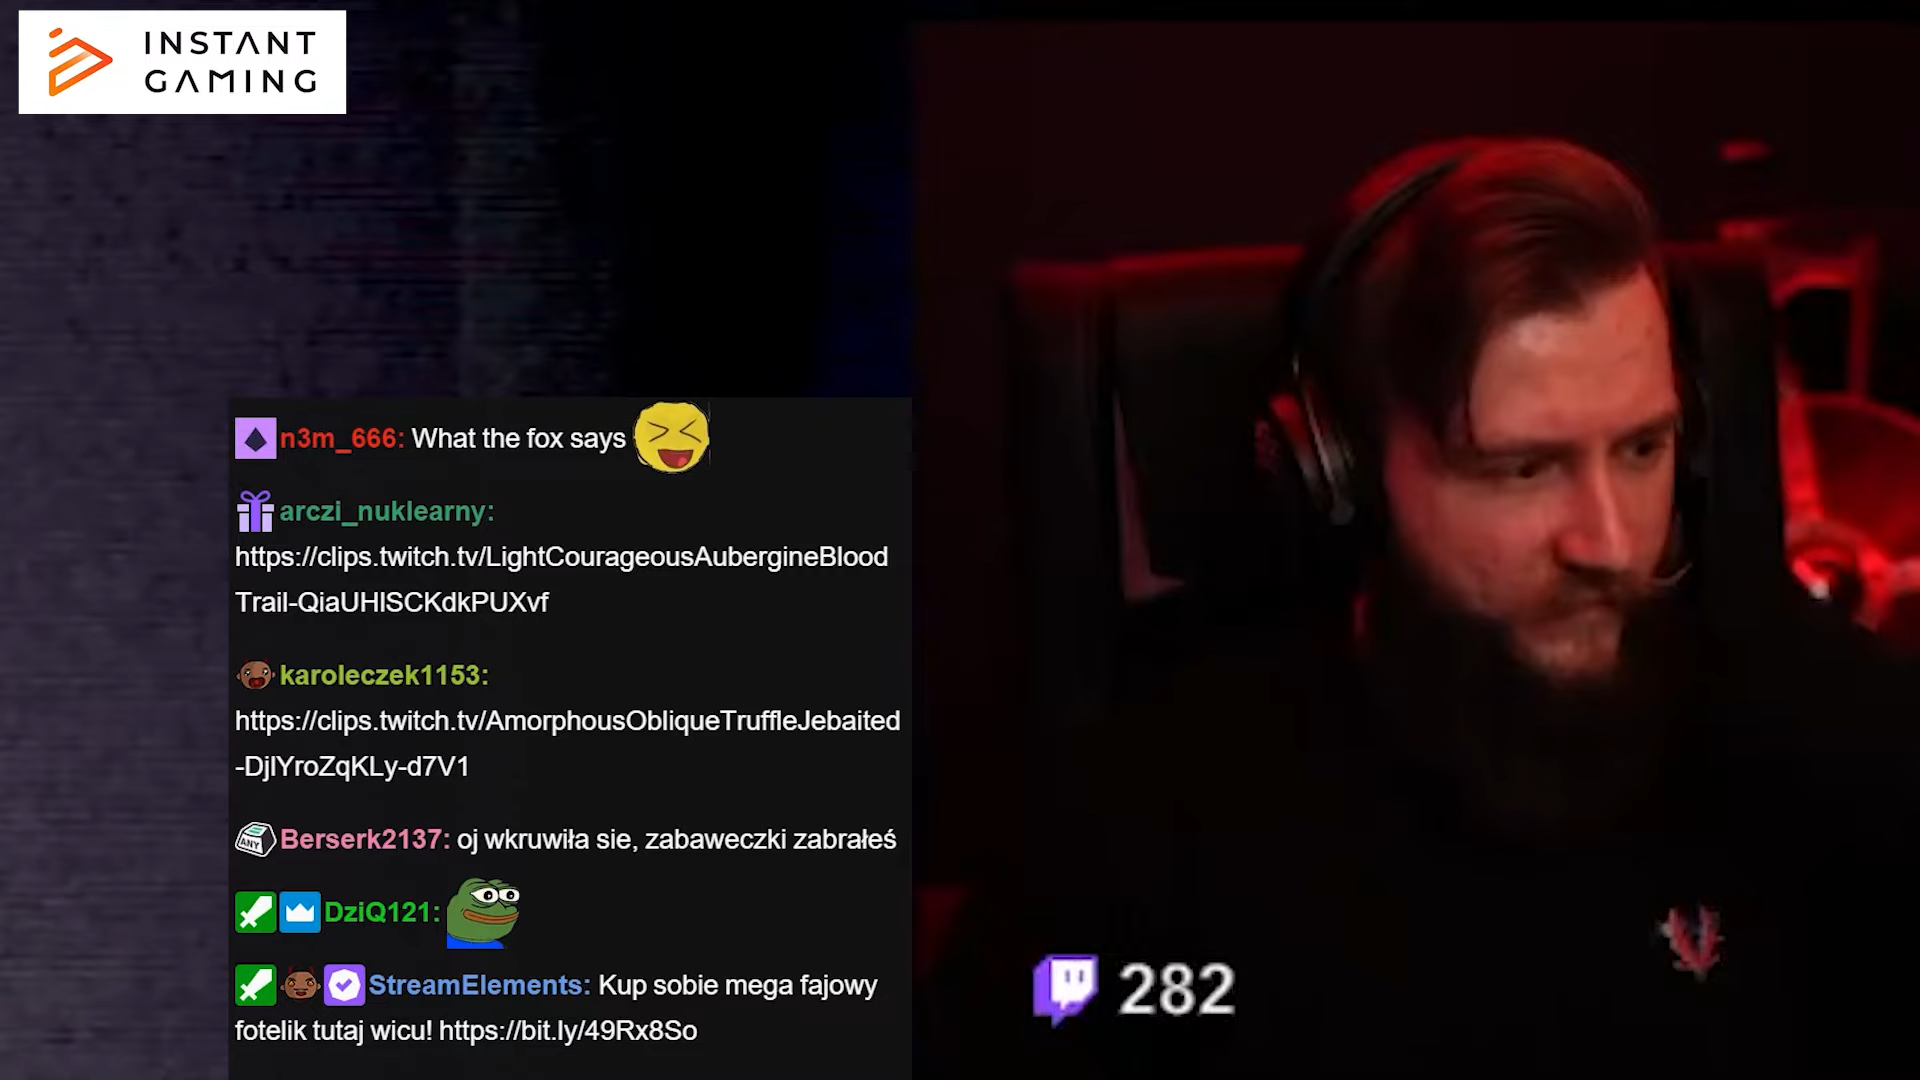 INSTANT
GAMING
n3m_666: What the fox says
arczi_nuklearny:
https://clips.twitch.tv/LightCourageousAubergineBlood
Trail-QiaUHlSCKdkPUXvf
karoleczek1153:
https://clips.twitch.tv/AmorphousObliqueTruffleJebaited
-DjlYroZqKLy-d7V1
ANY Berserk2137: oj wkruwiła sie, zabaweczki zabrałeś
DziQ121:
StreamElements: Kup sobie mega fajowy
fotelik tutaj wicu! https://bit.ly/49Rx8So
282